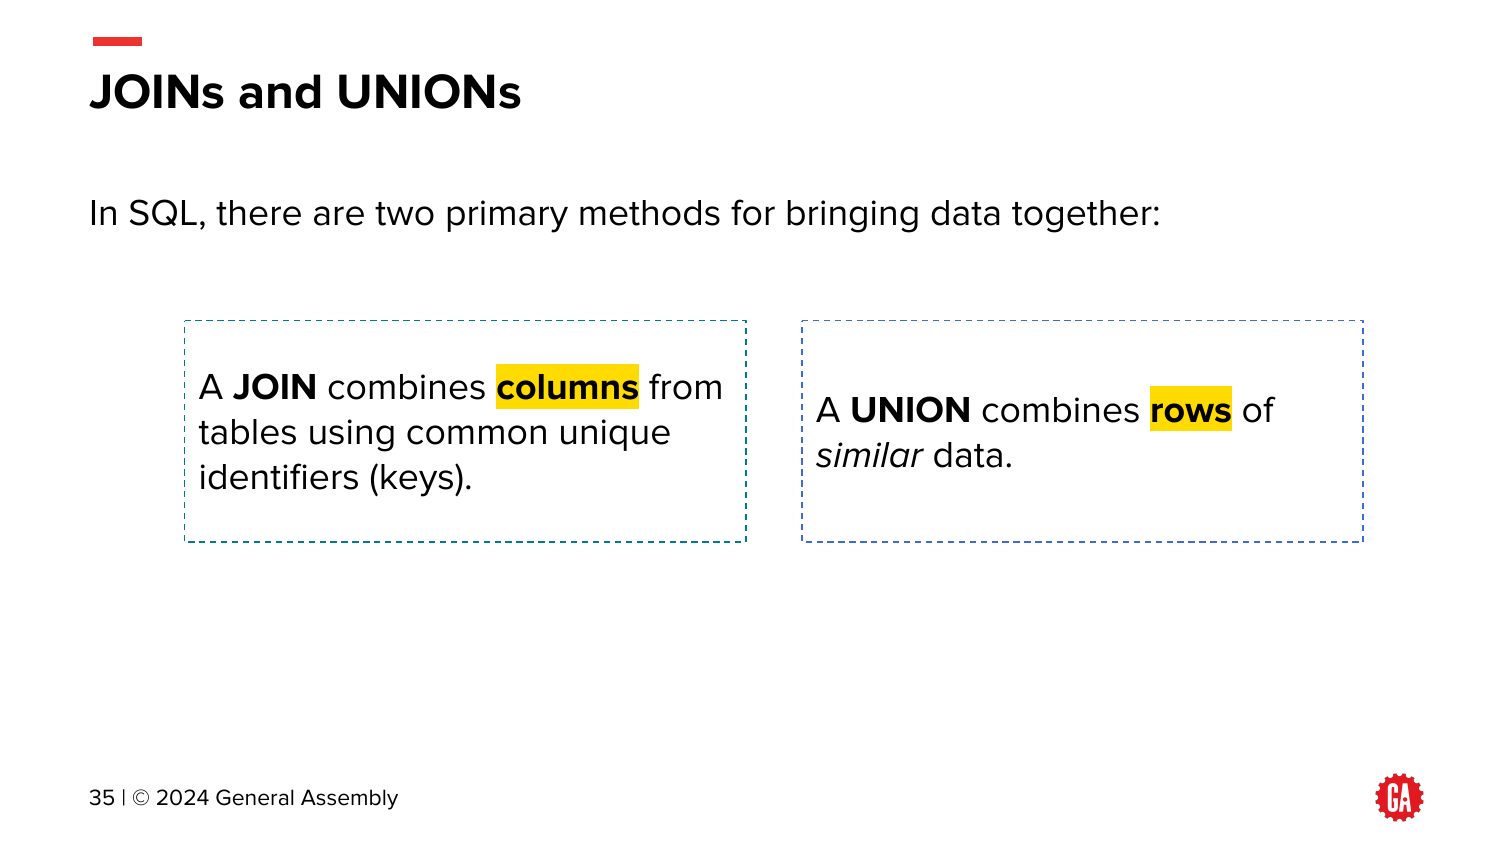 JOINs and UNIONs
In SQL, there are two primary methods for bringing data together:
A JOIN combines columns from
tables using common unique
identifiers (keys).
A UNION combines rows of
similar data.
35 | © 2024 General Assembly
GA